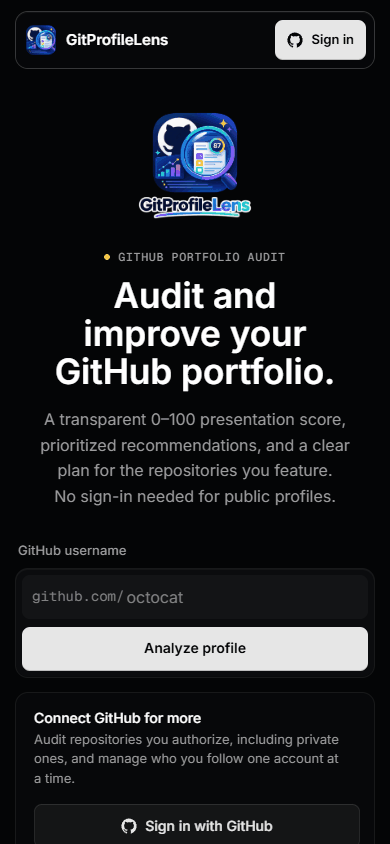 GitProfileLens
Sign in
87
GitProfileLens
GITHUB PORTFOLIO AUDIT
Audit and
improve your
GitHub portfolio.
A transparent 0–100 presentation score,
prioritized recommendations, and a clear
plan for the repositories you feature.
No sign-in needed for public profiles.
GitHub username
github.com/ octocat
Analyze profile
Connect GitHub for more
Audit repositories you authorize, including private
ones, and manage who you follow one account at
a time.
Sign in with GitHub